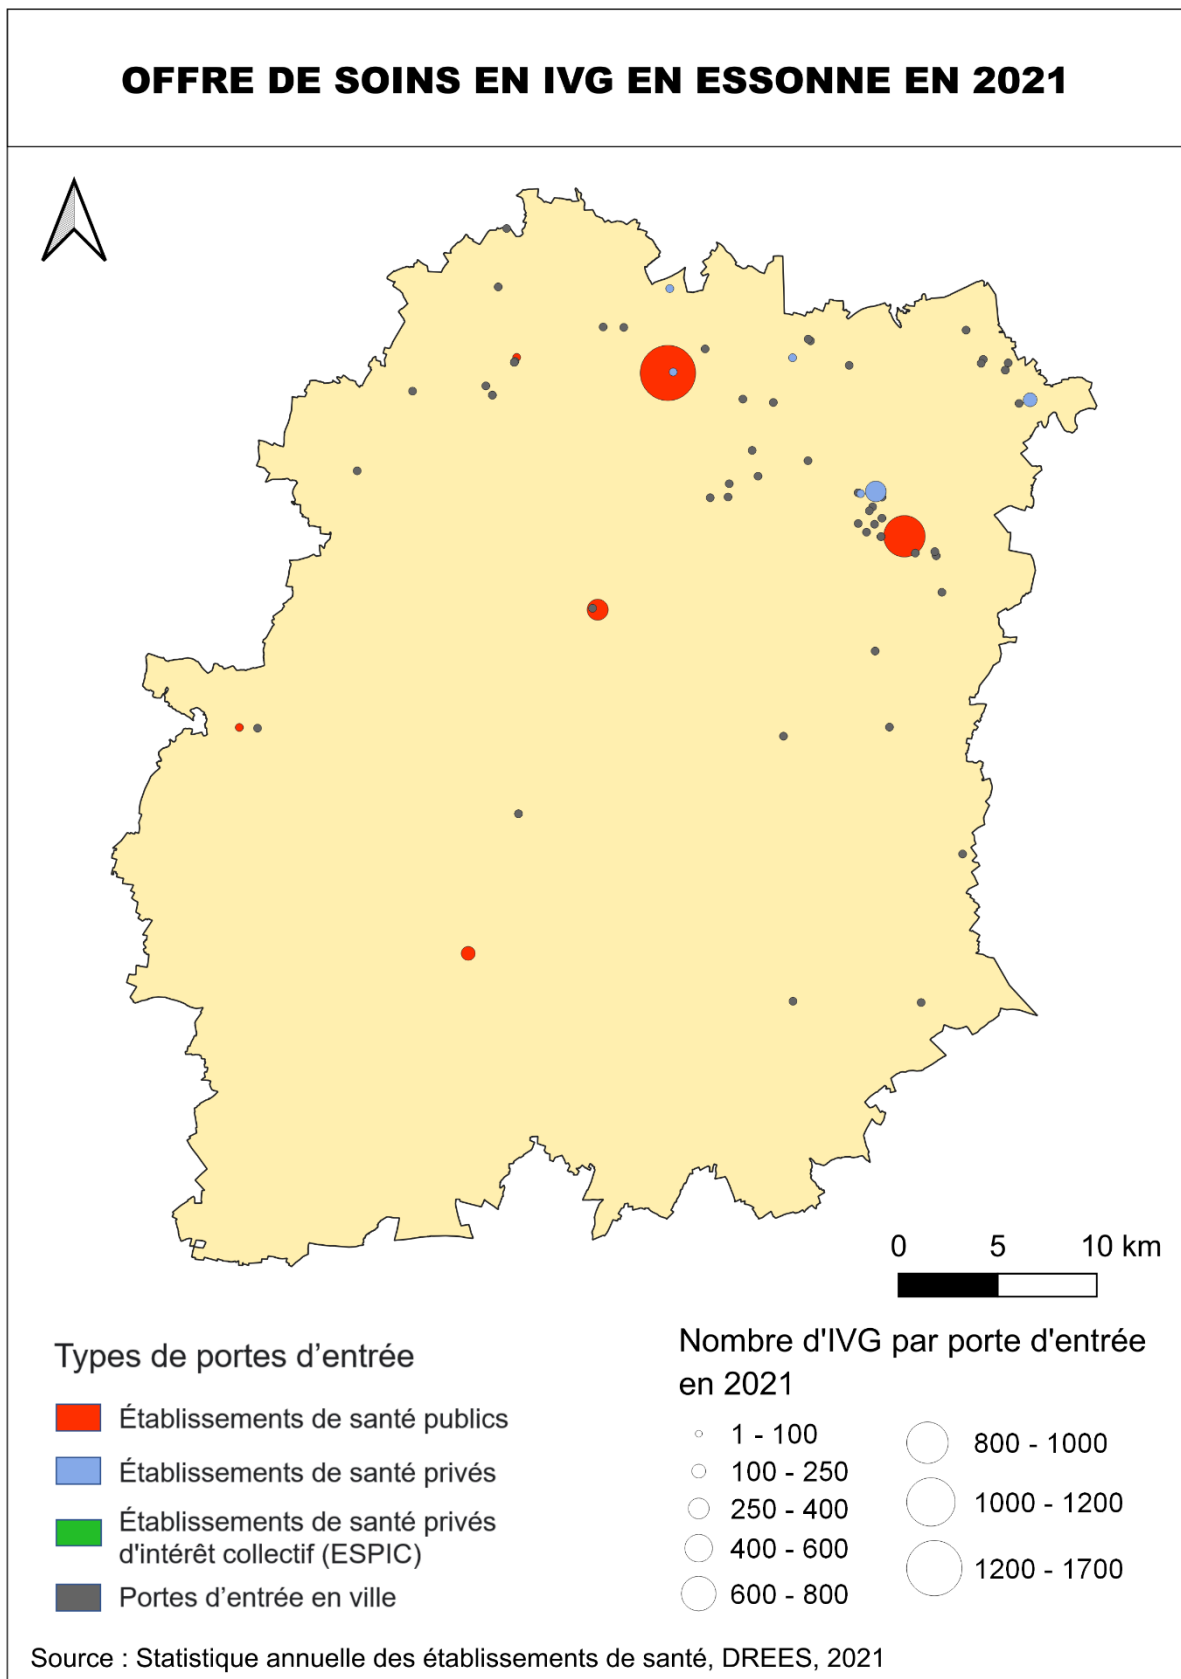 OFFRE DE SOINS EN IVG EN ESSONNE EN 2021
0 5 10 km
Types de portes d’entrée
Établissements de santé publics
Établissements de santé privés
Établissements de santé privés
d'intérêt collectif (ESPIC)
Portes d’entrée en ville
Nombre d'IVG par porte d'entrée
en 2021
1 - 100
100 - 250
250 - 400
400 - 600
600 - 800
800 - 1000
1000 - 1200
1200 - 1700
Source : Statistique annuelle des établissements de santé, DREES, 2021